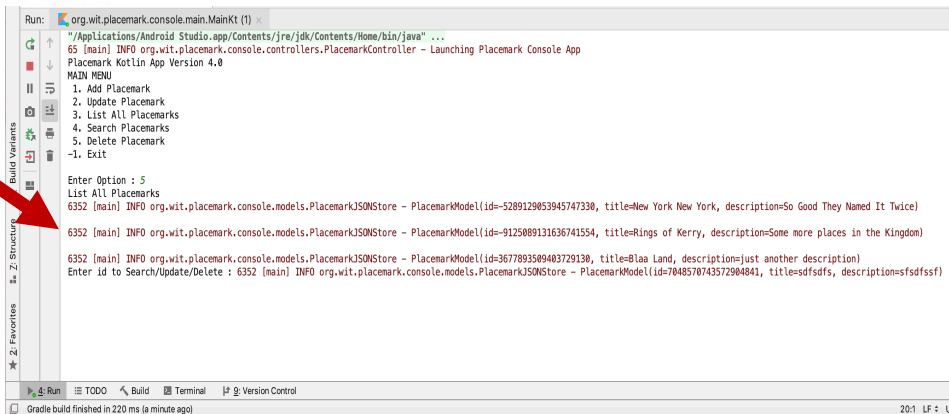 Run: org.wit.placemark.console.main.MainKt (1) ×
"/Applications/Android Studio.app/Contents/jre/jdk/Contents/Home/bin/java" ...
65 [main] INFO org.wit.placemark.console.controllers.PlacemarkController - Launching Placemark Console App
Placemark Kotlin App Version 4.0
MAIN MENU
1. Add Placemark
2. Update Placemark
3. List All Placemarks
4. Search Placemarks
5. Delete Placemark
-1. Exit
Enter Option : 5
List All Placemarks
6352 [main] INFO org.wit.placemark.console.models.PlacemarkJSONStore - PlacemarkModel(id=-5289129053945747330, title=New York New York, description=So Good They Named It Twice)
6352 [main] INFO org.wit.placemark.console.models.PlacemarkJSONStore - PlacemarkModel(id=-9125089131636741554, title=Rings of Kerry, description=Some more places in the Kingdom)
6352 [main] INFO org.wit.placemark.console.models.PlacemarkJSONStore - PlacemarkModel(id=3677893509403729130, title=Blaa Land, description=just another description)
Enter id to Search/Update/Delete : 6352 [main] INFO org.wit.placemark.console.models.PlacemarkJSONStore - PlacemarkModel(id=7048570743572904841, title=sdfsdfs, description=sfsdfssf)
Build Variants
Z: Structure
2: Favorites
4: Run TODO Build Terminal 9: Version Control
Gradle build finished in 220 ms (a minute ago) 20:1 LF